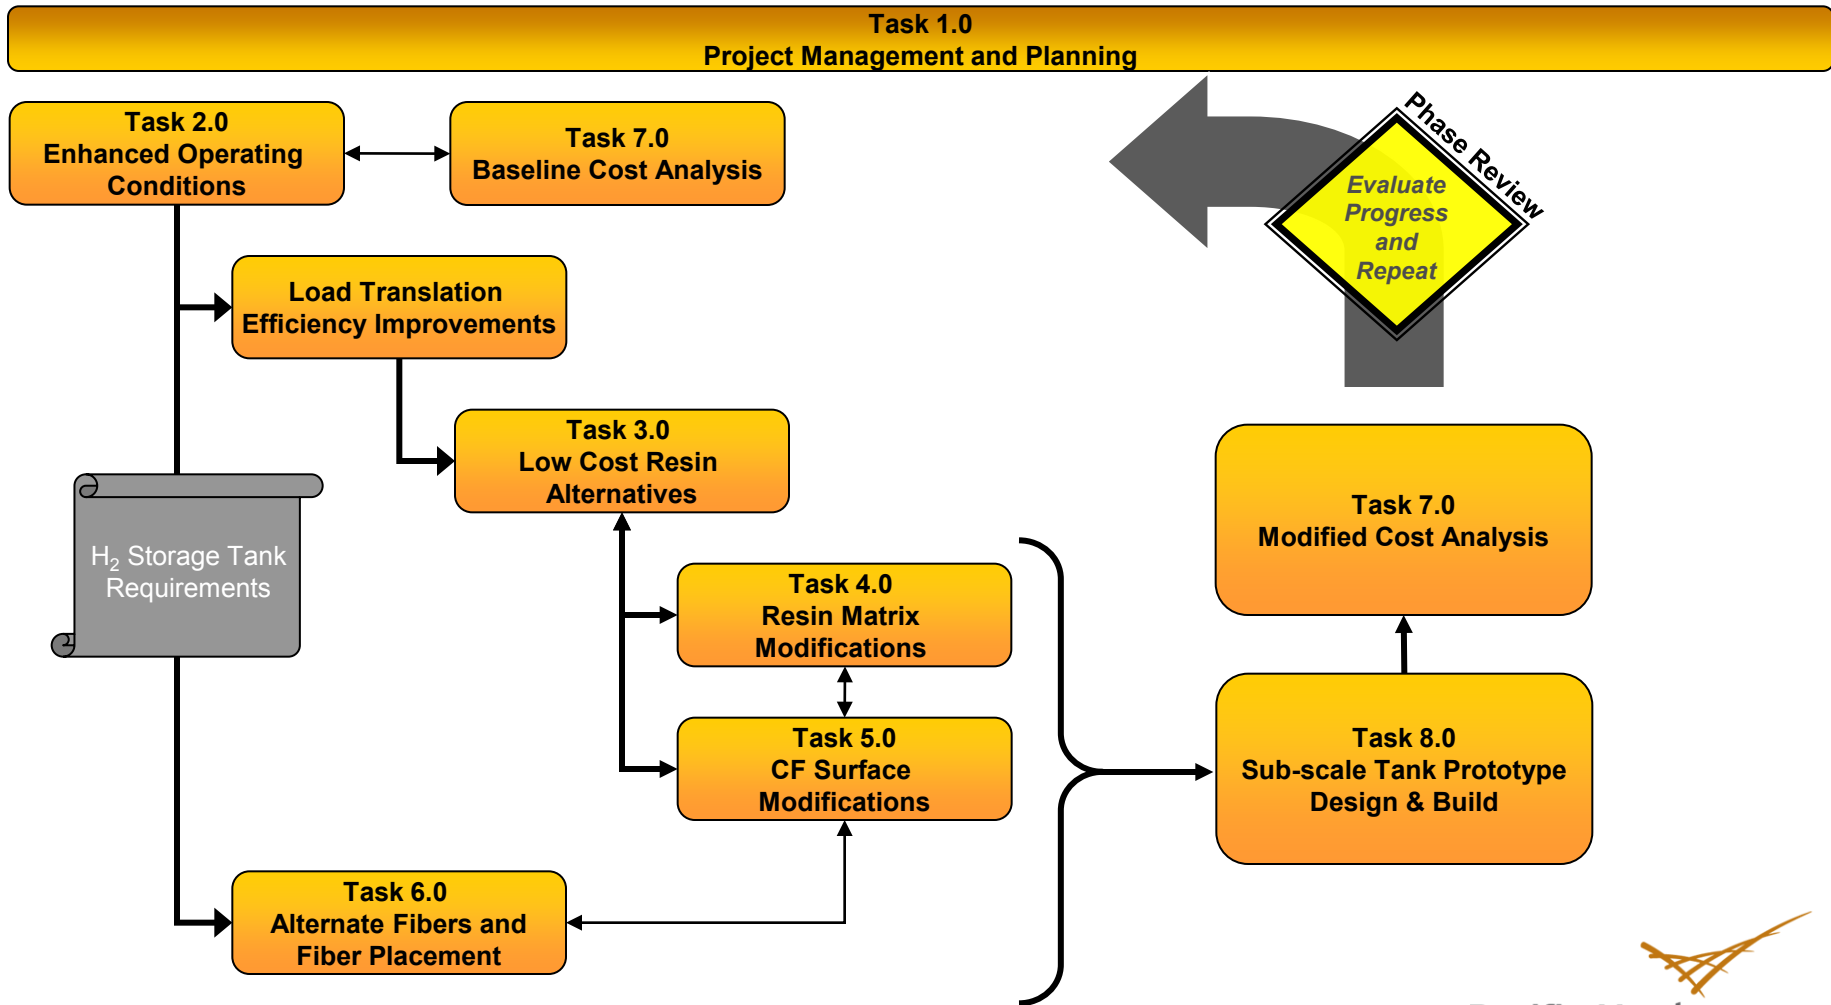 Task 1.0
Project Management and Planning
Task 2.0
Enhanced Operating
Conditions
Task 7.0
Baseline Cost Analysis
Phase Review
Evaluate
Progress
and
Repeat
Load Translation
Efficiency Improvements
Task 3.0
Low Cost Resin
Alternatives
H₂ Storage Tank
Requirements
Task 7.0
Modified Cost Analysis
Task 4.0
Resin Matrix
Modifications
Task 5.0
CF Surface
Modifications
Task 8.0
Sub-scale Tank Prototype
Design & Build
Task 6.0
Alternate Fibers and
Fiber Placement